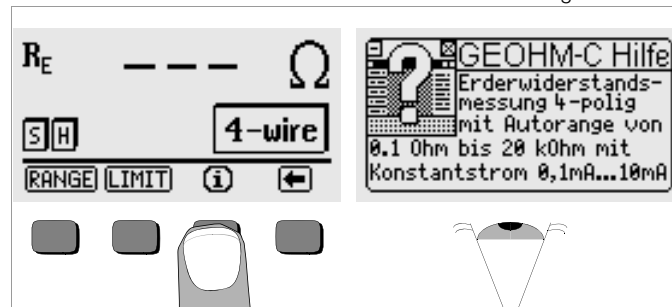 RE – – – Ω
S H 4-wire
RANGE LIMIT i ←
GEOHM-C Hilfe
Erderwiderstands-
messung 4-polig
mit Autorange von
0.1 Ohm bis 20 kOhm mit
Konstantstrom 0,1mA...10mA